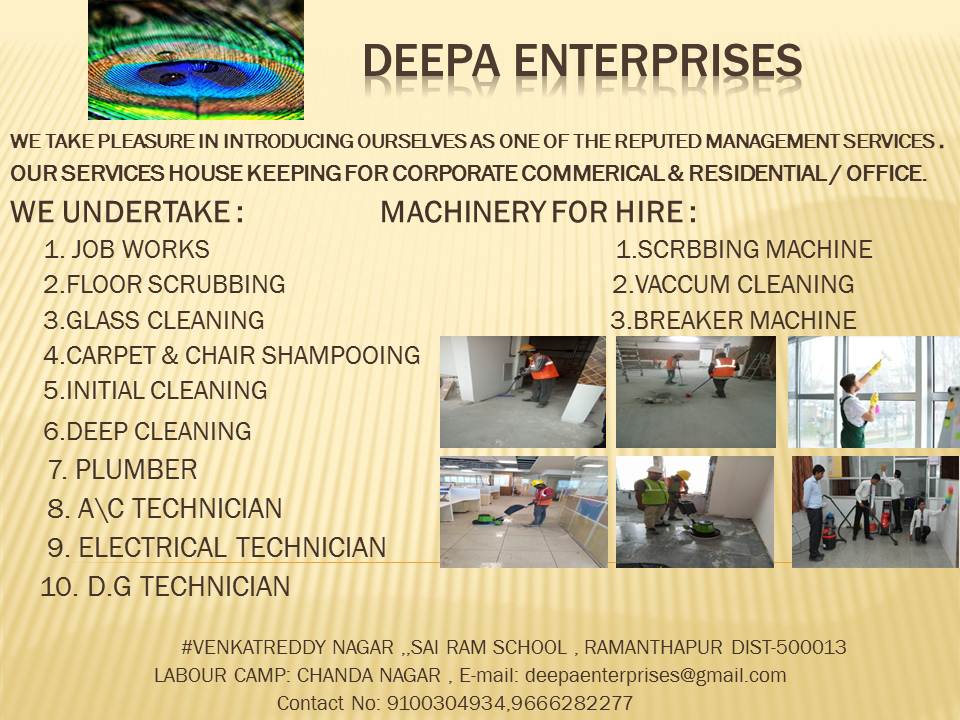 DEEPA ENTERPRISES
WE TAKE PLEASURE IN INTRODUCING OURSELVES AS ONE OF THE REPUTED MANAGEMENT SERVICES .
OUR SERVICES HOUSE KEEPING FOR CORPORATE COMMERICAL & RESIDENTIAL / OFFICE.
WE UNDERTAKE : MACHINERY FOR HIRE :
1. JOB WORKS 1.SCRBBING MACHINE
2.FLOOR SCRUBBING 2.VACCUM CLEANING
3.GLASS CLEANING 3.BREAKER MACHINE
4.CARPET & CHAIR SHAMPOOING
5.INITIAL CLEANING
6.DEEP CLEANING
7. PLUMBER
8. A\C TECHNICIAN
9. ELECTRICAL TECHNICIAN
10. D.G TECHNICIAN
#VENKATREDDY NAGAR ,,SAI RAM SCHOOL , RAMANTHAPUR DIST-500013
LABOUR CAMP: CHANDA NAGAR , E-mail: deepaenterprises@gmail.com
Contact No: 9100304934,9666282277